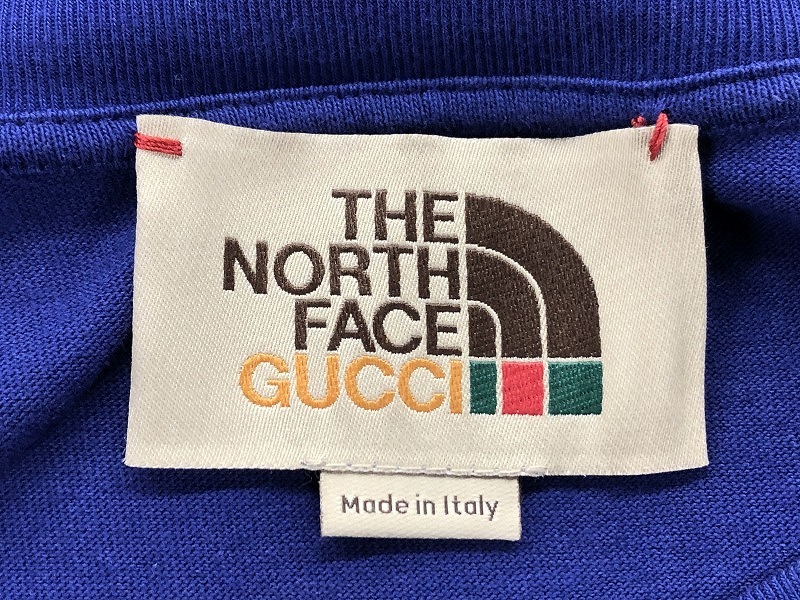 THE
NORTH
FACE
GUCCI
Made in Italy